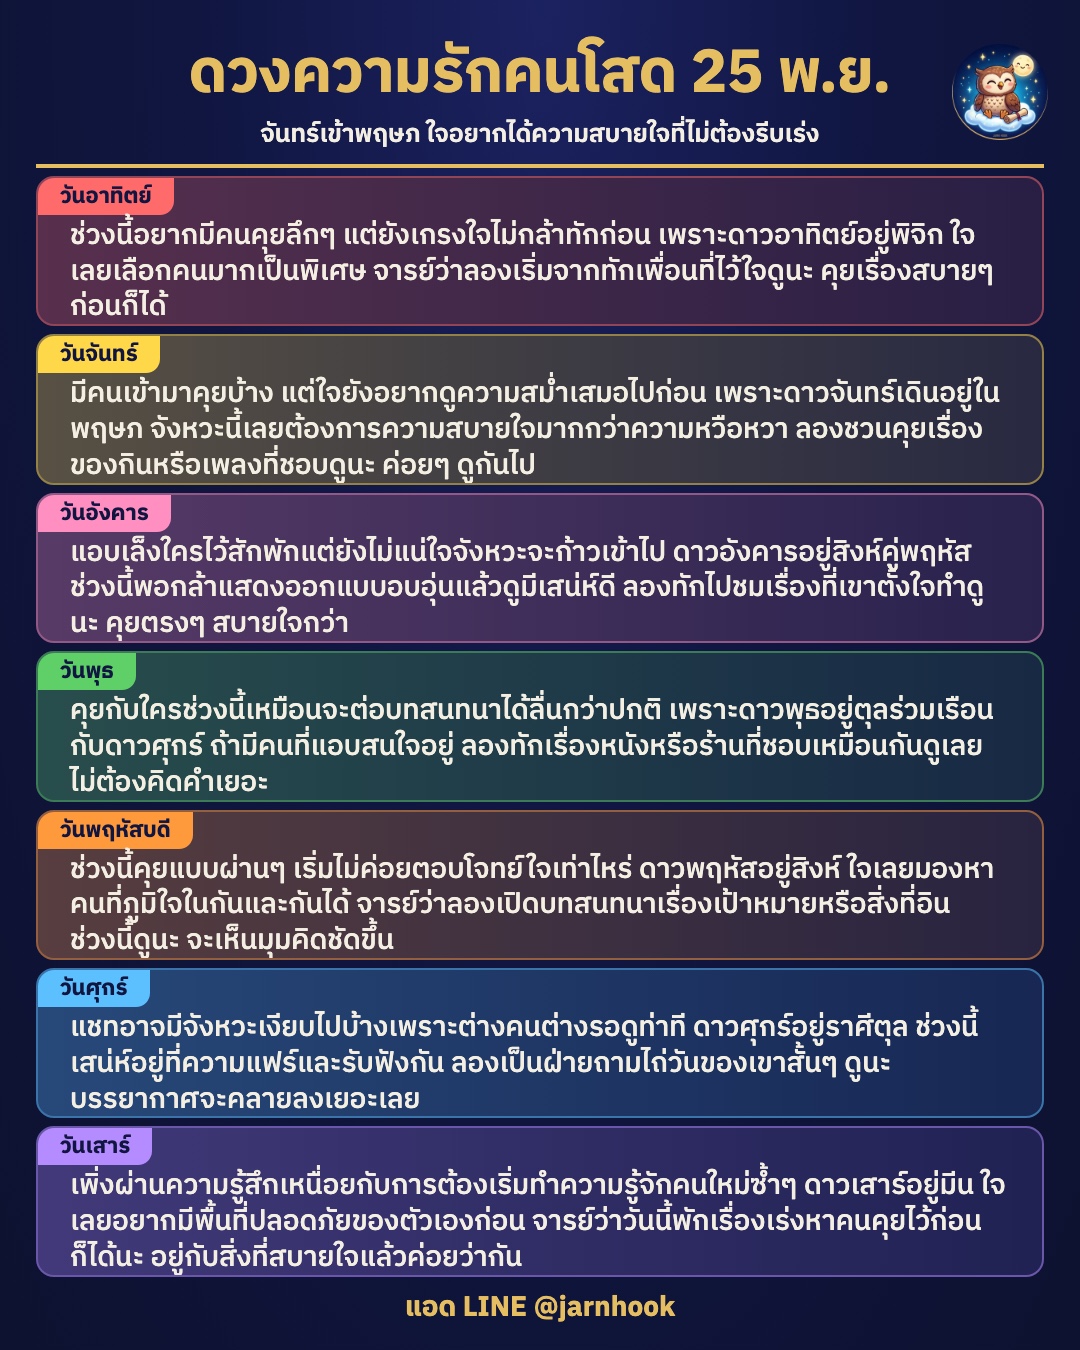 ดวงความรักคนโสด 25 พ.ย.
จันทร์เข้าพฤษภ ใจอยากได้ความสบายใจที่ไม่ต้องรีบเร่ง
วันอาทิตย์
ช่วงนี้อยากมีคนคุยลึกๆ แต่ยังเกรงใจไม่กล้าทักก่อน เพราะดาวอาทิตย์อยู่พิจิก ใจ
เลยเลือกคนมากเป็นพิเศษ จารย์ว่าลองเริ่มจากทักเพื่อนที่ไว้ใจดูนะ คุยเรื่องสบายๆ
ก่อนก็ได้
วันจันทร์
มีคนเข้ามาคุยบ้าง แต่ใจยังอยากดูความสม่ำเสมอไปก่อน เพราะดาวจันทร์เดินอยู่ใน
พฤษภ จังหวะนี้เลยต้องการความสบายใจมากกว่าความหวือหวา ลองชวนคุยเรื่อง
ของกินหรือเพลงที่ชอบดูนะ ค่อยๆ ดูกันไป
วันอังคาร
แอบเล็งใครไว้สักพักแต่ยังไม่แน่ใจจังหวะจะก้าวเข้าไป ดาวอังคารอยู่สิงห์คู่พฤหัส
ช่วงนี้พอกล้าแสดงออกแบบอบอุ่นแล้วดูมีเสน่ห์ดี ลองทักไปชมเรื่องที่เขาตั้งใจทำดู
นะ คุยตรงๆ สบายใจกว่า
วันพุธ
คุยกับใครช่วงนี้เหมือนจะต่อบทสนทนาได้ลื่นกว่าปกติ เพราะดาวพุธอยู่ตุลร่วมเรือน
กับดาวศุกร์ ถ้ามีคนที่แอบสนใจอยู่ ลองทักเรื่องหนังหรือร้านที่ชอบเหมือนกันดูเลย
ไม่ต้องคิดคำเยอะ
วันพฤหัสบดี
ช่วงนี้คุยแบบผ่านๆ เริ่มไม่ค่อยตอบโจทย์ใจเท่าไหร่ ดาวพฤหัสอยู่สิงห์ ใจเลยมองหา
คนที่ภูมิใจในกันและกันได้ จารย์ว่าลองเปิดบทสนทนาเรื่องเป้าหมายหรือสิ่งที่อิน
ช่วงนี้ดูนะ จะเห็นมุมคิดชัดขึ้น
วันศุกร์
แชทอาจมีจังหวะเงียบไปบ้างเพราะต่างคนต่างรอดูท่าที ดาวศุกร์อยู่ราศีตุล ช่วงนี้
เสน่ห์อยู่ที่ความแฟร์และรับฟังกัน ลองเป็นฝ่ายถามไถ่วันของเขาสั้นๆ ดูนะ
บรรยากาศจะคลายลงเยอะเลย
วันเสาร์
เพิ่งผ่านความรู้สึกเหนื่อยกับการต้องเริ่มทำความรู้จักคนใหม่ซ้ำๆ ดาวเสาร์อยู่มีน ใจ
เลยอยากมีพื้นที่ปลอดภัยของตัวเองก่อน จารย์ว่าวันนี้พักเรื่องเร่งหาคนคุยไว้ก่อน
ก็ได้นะ อยู่กับสิ่งที่สบายใจแล้วค่อยว่ากัน
แอด LINE @jarnhook